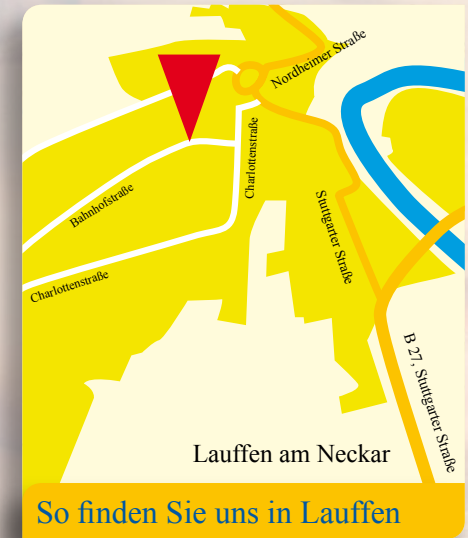 Nordheimer Straße
Charlottenstraße
Bahnhofstraße
Stuttgarter Straße
Charlottenstraße
B 27, Stuttgarter Straße
Lauffen am Neckar
So finden Sie uns in Lauffen